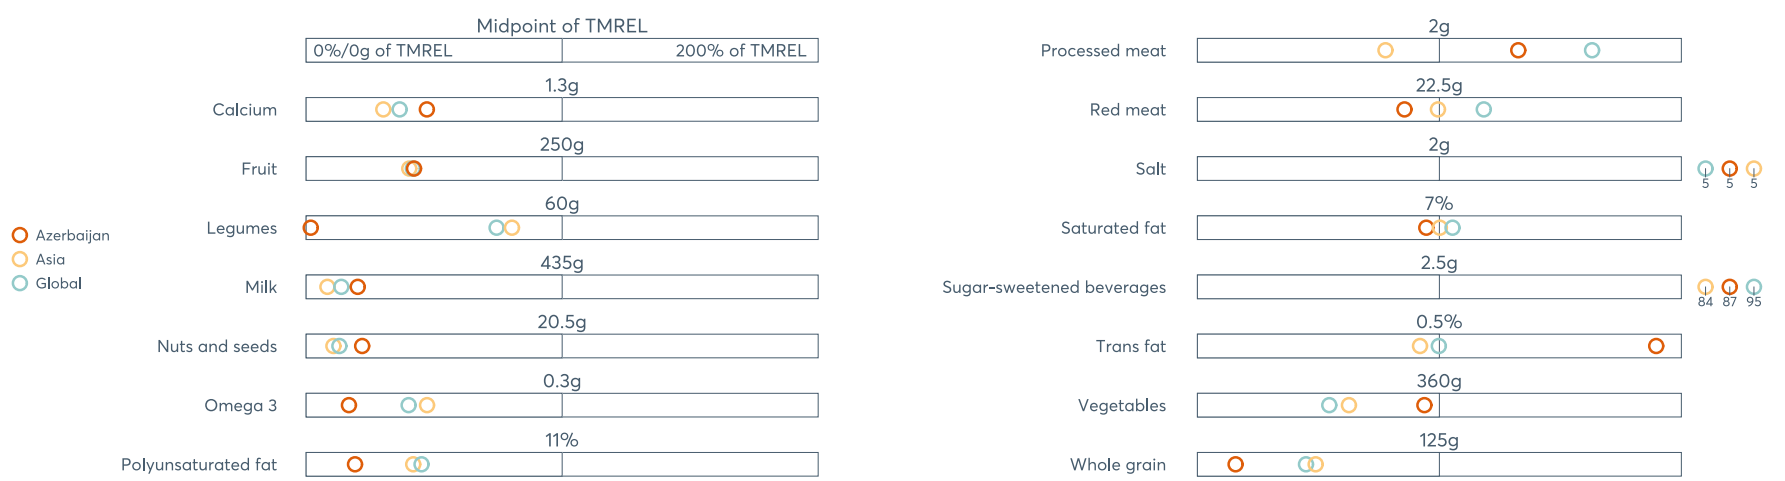 Midpoint of TMREL
0%/0g of TMREL 200% of TMREL
1.3g
Calcium
250g
Fruit
60g
Legumes
435g
Milk
20.5g
Nuts and seeds
0.3g
Omega 3
11%
Polyunsaturated fat
Azerbaijan
Asia
Global
2g
Processed meat
22.5g
Red meat
2g
Salt
5 5 5
7%
Saturated fat
2.5g
Sugar-sweetened beverages
84 87 95
0.5%
Trans fat
360g
Vegetables
125g
Whole grain